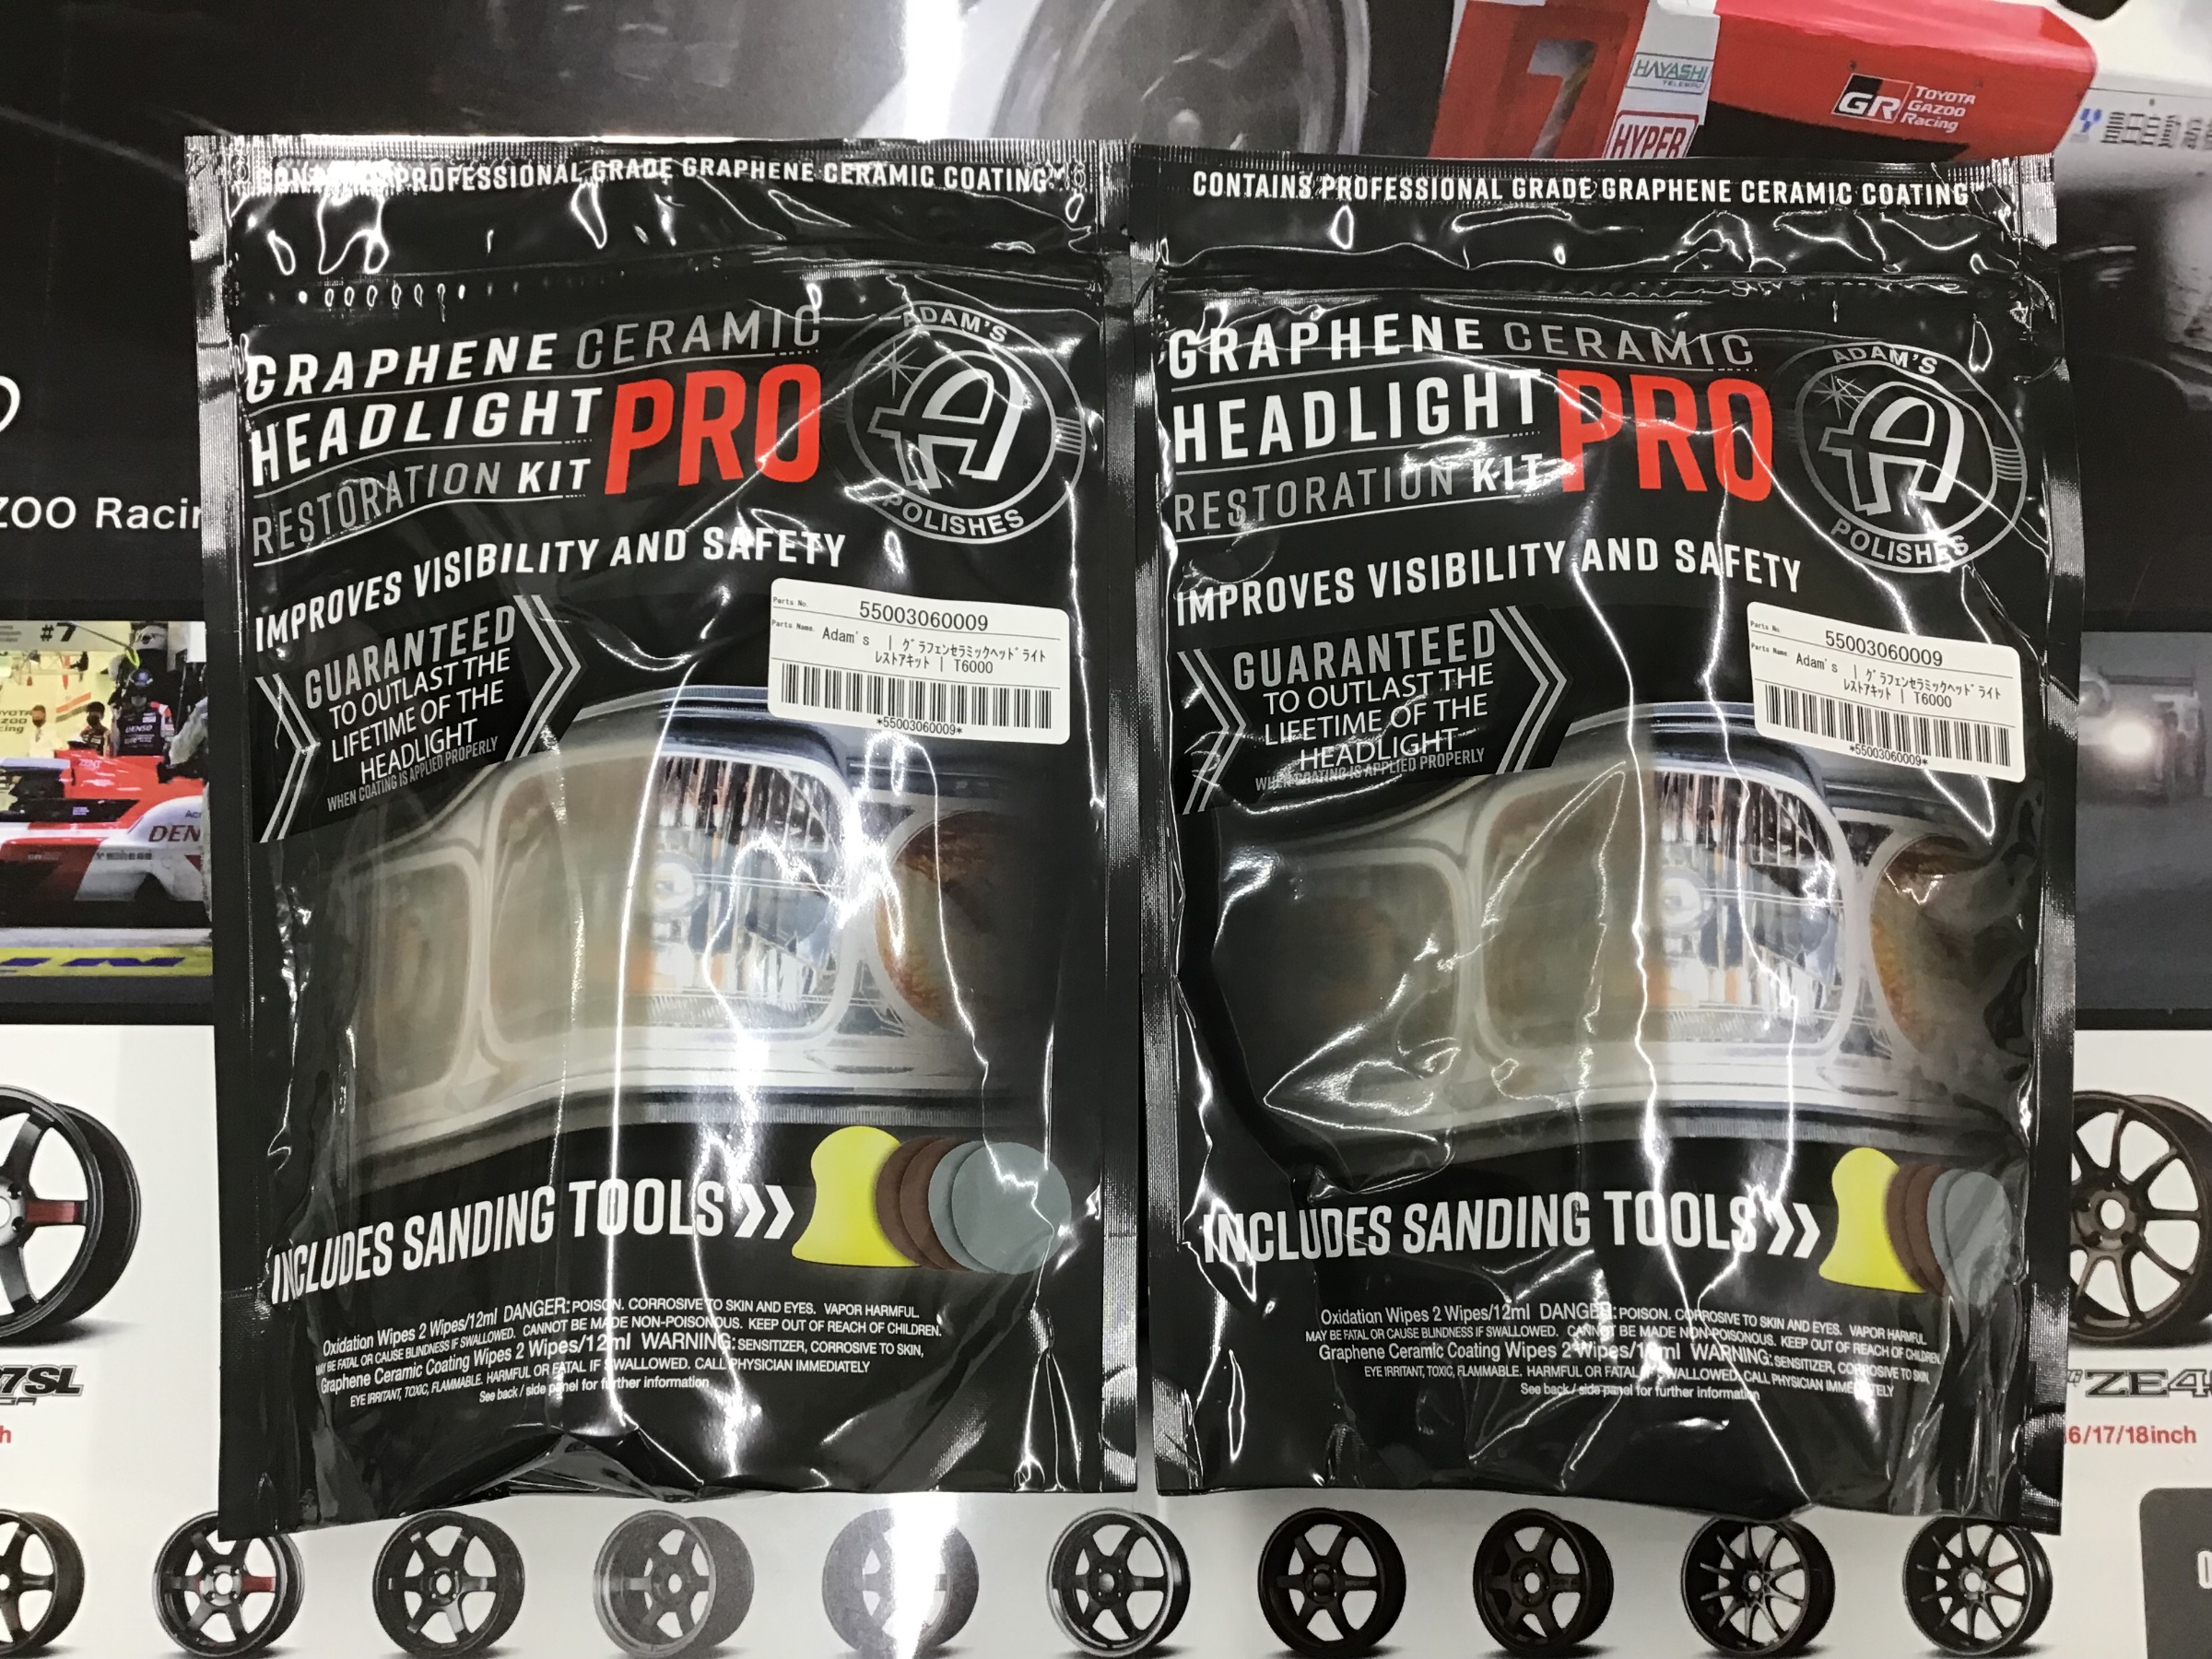 HAYASHI
TELEMPU
HYPER
7
GR
TOYOTA
GAZOO
Racing
#7
DENSO
CONTAINS PROFESSIONAL GRADE GRAPHENE CERAMIC COATING™
GRAPHENE CERAMIC
HEADLIGHT PRO
RESTORATION KIT
ADAM'S
A
POLISHES
IMPROVES VISIBILITY AND SAFETY
GUARANTEED
TO OUTLAST THE
LIFETIME OF THE
HEADLIGHT
WHEN COATING IS APPLIED PROPERLY
Parts No. 55003060009
Parts Name. Adam's | グラフェンセラミックヘッドライト
レストアキット | T6000
*55003060009*
INCLUDES SANDING TOOLS
Oxidation Wipes 2 Wipes/12ml DANGER: POISON. CORROSIVE TO SKIN AND EYES. VAPOR HARMFUL.
MAY BE FATAL OR CAUSE BLINDNESS IF SWALLOWED. CANNOT BE MADE NON-POISONOUS. KEEP OUT OF REACH OF CHILDREN.
Graphene Ceramic Coating Wipes 2 Wipes/12ml WARNING: SENSITIZER, CORROSIVE TO SKIN,
EYE IRRITANT, TOXIC, FLAMMABLE. HARMFUL OR FATAL IF SWALLOWED. CALL PHYSICIAN IMMEDIATELY
See back / side panel for further information
CONTAINS PROFESSIONAL GRADE GRAPHENE CERAMIC COATING™
GRAPHENE CERAMIC
HEADLIGHT PRO
RESTORATION KIT
ADAM'S
A
POLISHES
IMPROVES VISIBILITY AND SAFETY
GUARANTEED
TO OUTLAST THE
LIFETIME OF THE
HEADLIGHT
WHEN COATING IS APPLIED PROPERLY
Parts No. 55003060009
Parts Name. Adam's | グラフェンセラミックヘッドライト
レストアキット | T6000
*55003060009*
INCLUDES SANDING TOOLS
Oxidation Wipes 2 Wipes/12ml DANGER: POISON. CORROSIVE TO SKIN AND EYES. VAPOR HARMFUL.
MAY BE FATAL OR CAUSE BLINDNESS IF SWALLOWED. CANNOT BE MADE NON-POISONOUS. KEEP OUT OF REACH OF CHILDREN.
Graphene Ceramic Coating Wipes 2 Wipes/12ml WARNING: SENSITIZER, CORROSIVE TO SKIN,
EYE IRRITANT, TOXIC, FLAMMABLE. HARMFUL OR FATAL IF SWALLOWED. CALL PHYSICIAN IMMEDIATELY
See back / side panel for further information
16/17/18inch